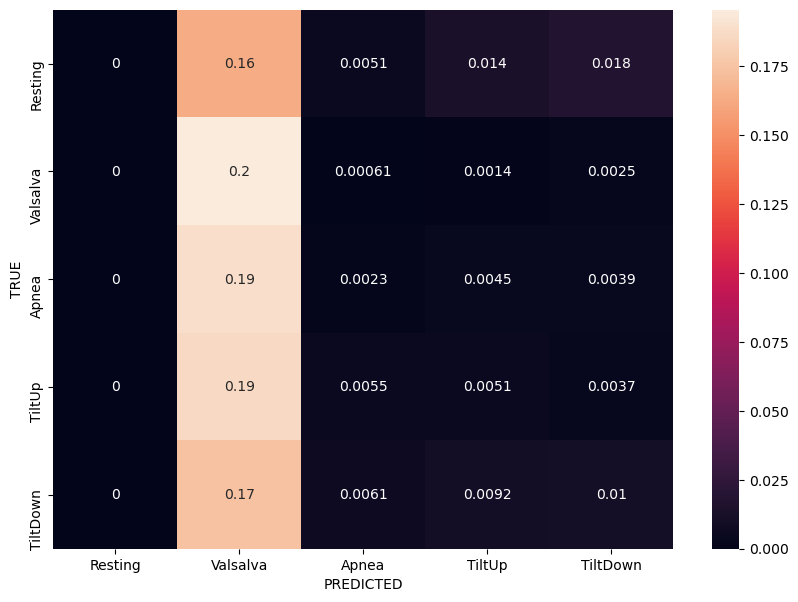 0 0.16 0.0051 0.014 0.018
0 0.2 0.00061 0.0014 0.0025
0 0.19 0.0023 0.0045 0.0039
0 0.19 0.0055 0.0051 0.0037
0 0.17 0.0061 0.0092 0.01
Resting
Valsalva
Apnea
TiltUp
TiltDown
TRUE
Resting Valsalva Apnea TiltUp TiltDown
PREDICTED
0.175
0.150
0.125
0.100
0.075
0.050
0.025
0.000